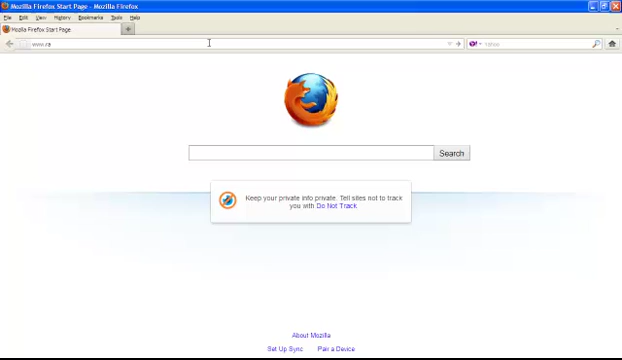 Mozilla Firefox Start Page - Mozilla Firefox
File Edit View History Bookmarks Tools Help
Mozilla Firefox Start Page
www.ra
Yahoo
Search
Keep your private info private. Tell sites not to track
you with Do Not Track
About Mozilla
Set Up Sync Pair a Device